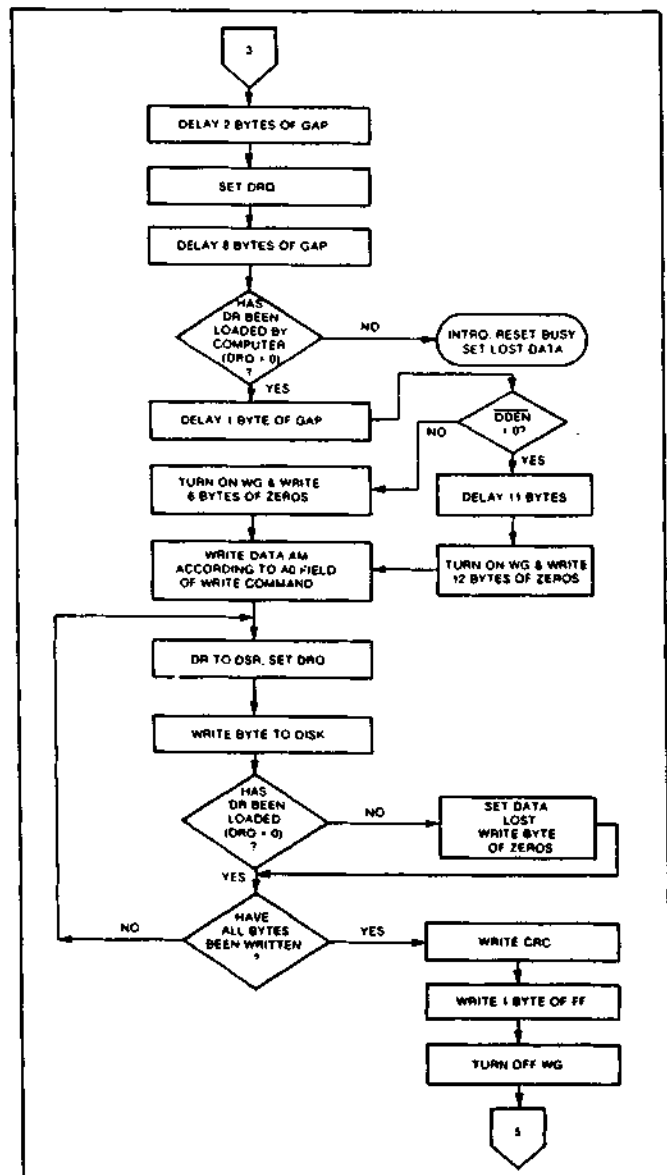 3
DELAY 2 BYTES OF GAP
SET DRQ
DELAY 8 BYTES OF GAP
HAS
DR BEEN
LOADED BY
COMPUTER
(DRQ = 0)
?
NO
INTRQ. RESET BUSY
SET LOST DATA
YES
DELAY 1 BYTE OF GAP
DDEN
= 0?
NO
YES
TURN ON WG & WRITE
6 BYTES OF ZEROS
DELAY 11 BYTES
WRITE DATA AM
ACCORDING TO A0 FIELD
OF WRITE COMMAND
TURN ON WG & WRITE
12 BYTES OF ZEROS
DR TO DSR, SET DRQ
WRITE BYTE TO DISK
HAS
DR BEEN
LOADED
(DRQ = 0)
?
NO
SET DATA
LOST
WRITE BYTE
OF ZEROS
YES
HAVE
ALL BYTES
BEEN WRITTEN
?
NO
YES
WRITE CRC
WRITE 1 BYTE OF FF
TURN OFF WG
5